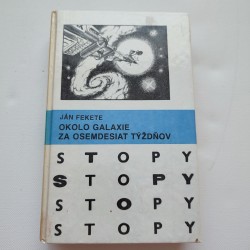 JÁN FEKETE
OKOLO GALAXIE
ZA OSEMDESIAT TÝŽDŇOV
STOPY
STOPY
STOPY
STOPY